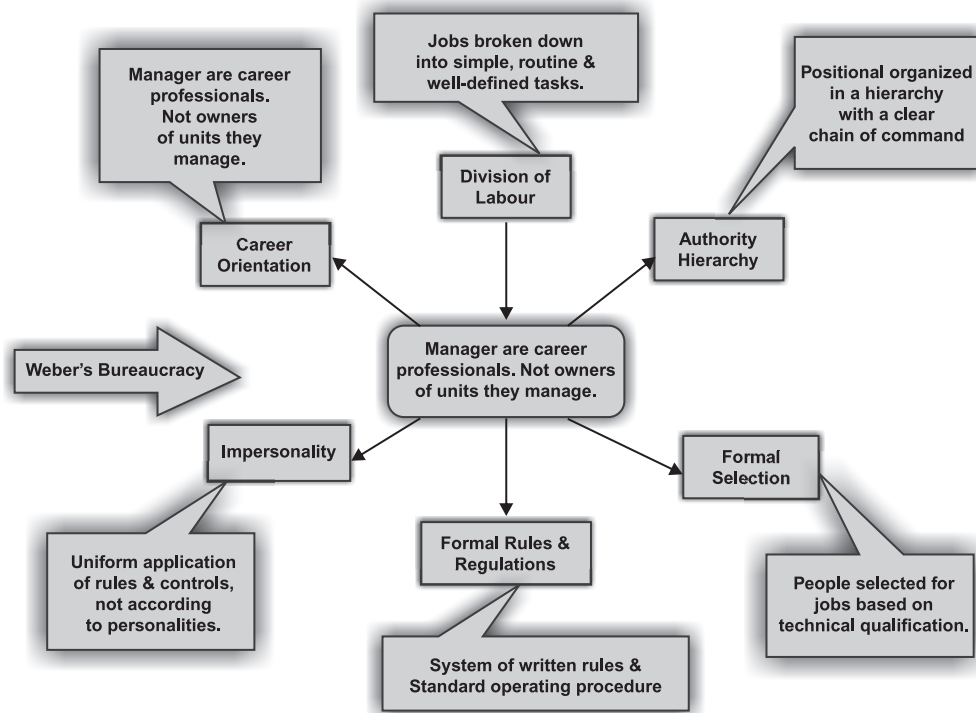 Jobs broken down
into simple, routine &
well-defined tasks.
Manager are career
professionals.
Not owners
of units they
manage.
Positional organized
in a hierarchy
with a clear
chain of command
Division of
Labour
Career
Orientation
Authority
Hierarchy
Manager are career
professionals. Not owners
of units they manage.
Weber's Bureaucracy
Impersonality
Formal
Selection
Formal Rules &
Regulations
Uniform application
of rules & controls,
not according
to personalities.
People selected for
jobs based on
technical qualification.
System of written rules &
Standard operating procedure